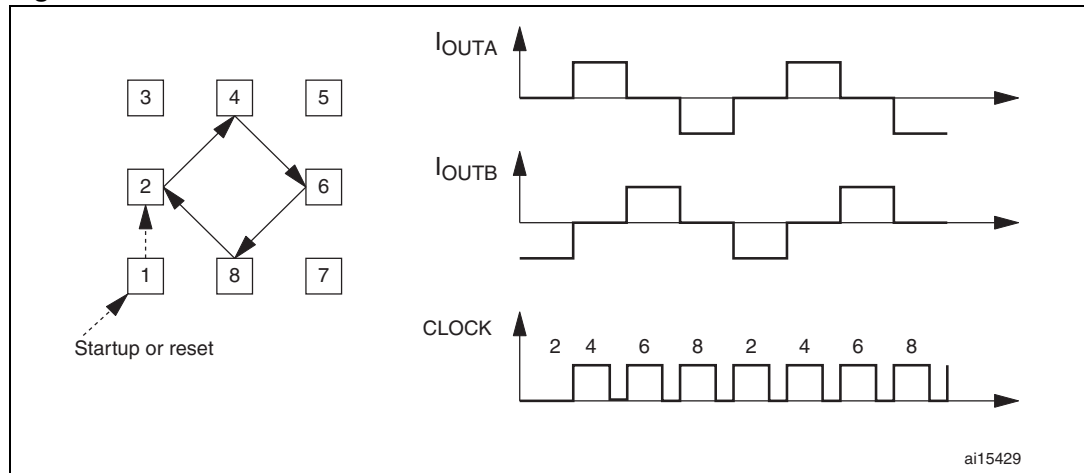 3 4 5
2 6
1 8 7
Startup or reset
IOUTA
IOUTB
CLOCK
2 4 6 8 2 4 6 8
ai15429